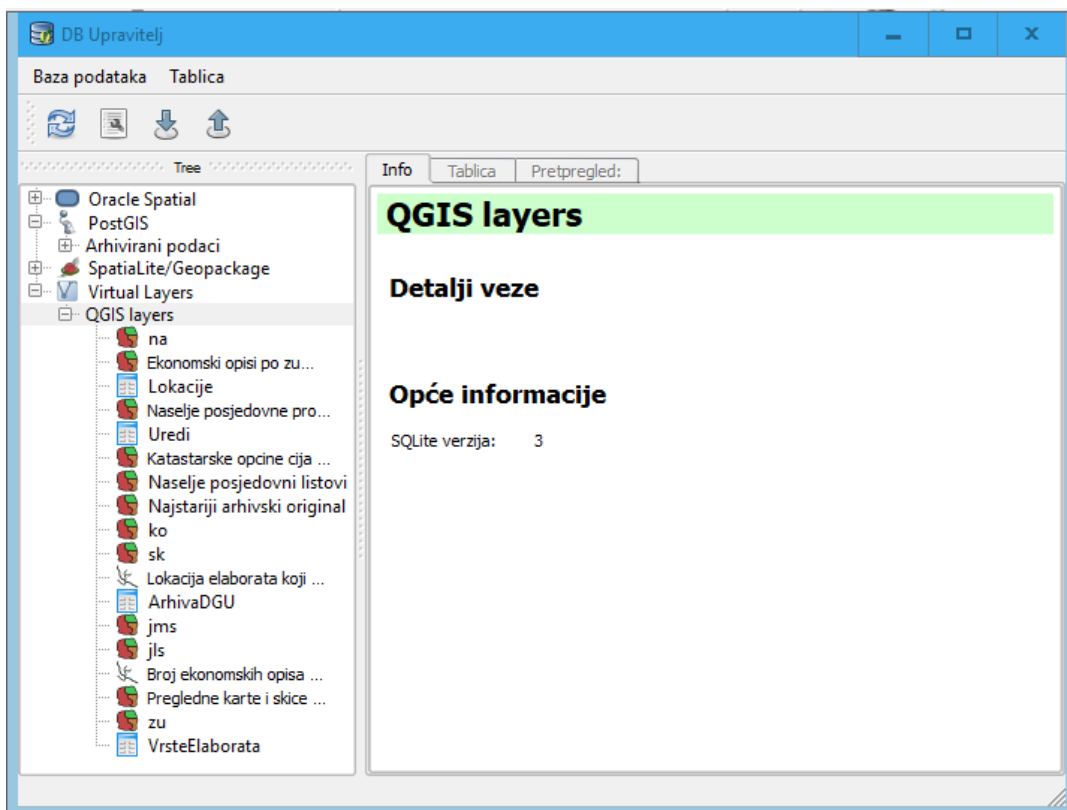 DB Upravitelj
Baza podataka Tablica
Tree
Oracle Spatial
PostGIS
Arhivirani podaci
SpatiaLite/Geopackage
Virtual Layers
QGIS layers
na
Ekonomski opisi po zu...
Lokacije
Naselje posjedovne pro...
Uredi
Katastarske opcine cija ...
Naselje posjedovni listovi
Najstariji arhivski original
ko
sk
Lokacija elaborata koji ...
ArhivaDGU
jms
jls
Broj ekonomskih opisa ...
Pregledne karte i skice ...
zu
VrsteElaborata
Info Tablica Pretpregled:
QGIS layers
Detalji veze
Opće informacije
SQLite verzija: 3